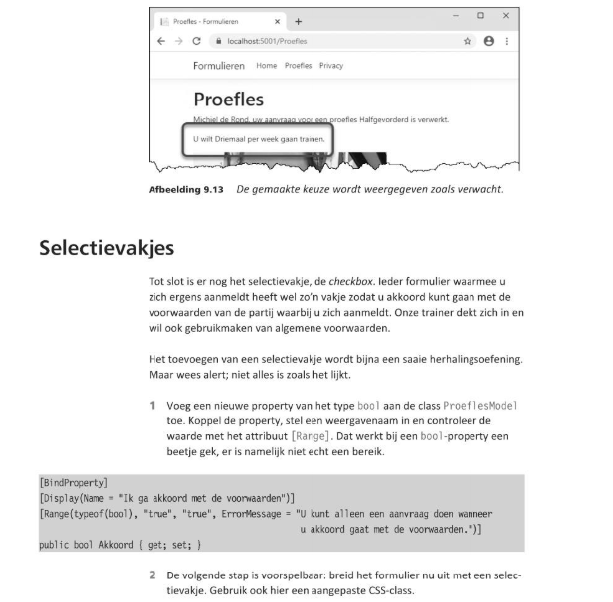 Proefles - Formulieren
localhost:5001/Proefles
Formulieren Home Proefles Privacy
Proefles
Michiel de Rond, uw aanvraag voor een proefles Halfgevorderd is verwerkt.
U wilt Driemaal per week gaan trainen.
Afbeelding 9.13 De gemaakte keuze wordt weergegeven zoals verwacht.
Selectievakjes
Tot slot is er nog het selectievakje, de checkbox. Ieder formulier waarmee u
zich ergens aanmeldt heeft wel zo'n vakje zodat u akkoord kunt gaan met de
voorwaarden van de partij waarbij u zich aanmeldt. Onze trainer dekt zich in en
wil ook gebruikmaken van algemene voorwaarden.
Het toevoegen van een selectievakje wordt bijna een saaie herhalingsoefening.
Maar wees alert; niet alles is zoals het lijkt.
1 Voeg een nieuwe property van het type bool aan de class ProeflesModel
toe. Koppel de property, stel een weergavenaam in en controleer de
waarde met het attribuut [Range]. Dat werkt bij een bool-property een
beetje gek, er is namelijk niet echt een bereik.
[BindProperty]
[Display(Name = "Ik ga akkoord met de voorwaarden")]
[Range(typeof(bool), "true", "true", ErrorMessage = "U kunt alleen een aanvraag doen wanneer
u akkoord gaat met de voorwaarden.")]
public bool Akkoord { get; set; }
2 De volgende stap is voorspelbaar: breid het formulier nu uit met een selec-
tievakje. Gebruik ook hier een aangepaste CSS-class.